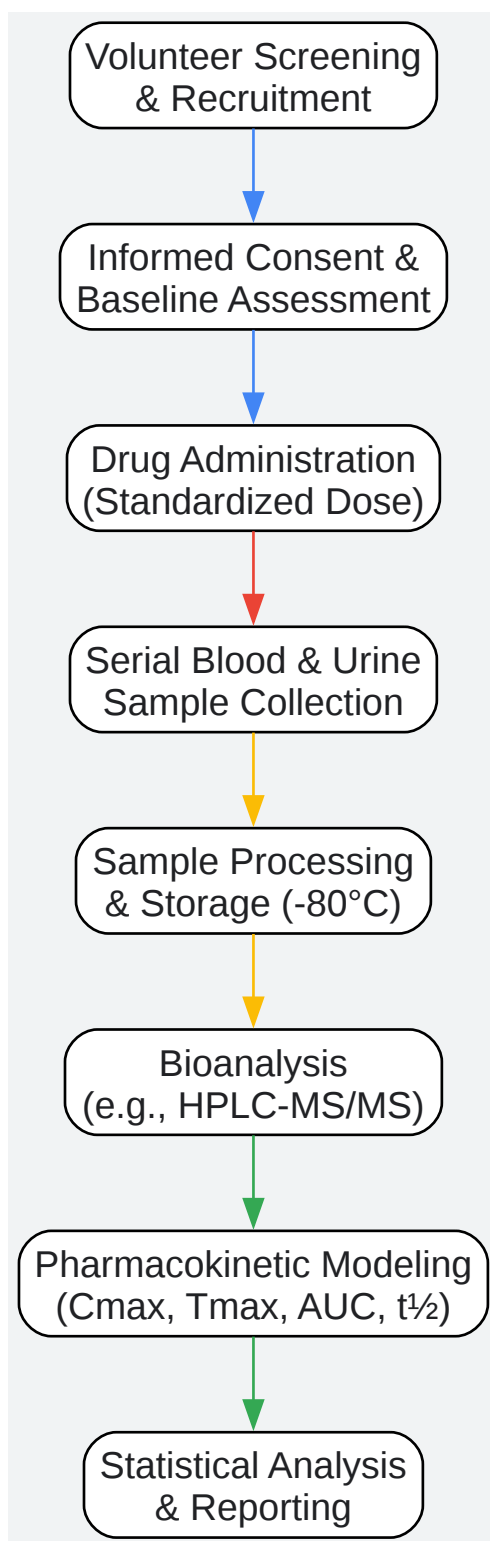 Volunteer Screening
& Recruitment
Informed Consent &
Baseline Assessment
Drug Administration
(Standardized Dose)
Serial Blood & Urine
Sample Collection
Sample Processing
& Storage (-80°C)
Bioanalysis
(e.g., HPLC-MS/MS)
Pharmacokinetic Modeling
(Cmax, Tmax, AUC, t½)
Statistical Analysis
& Reporting